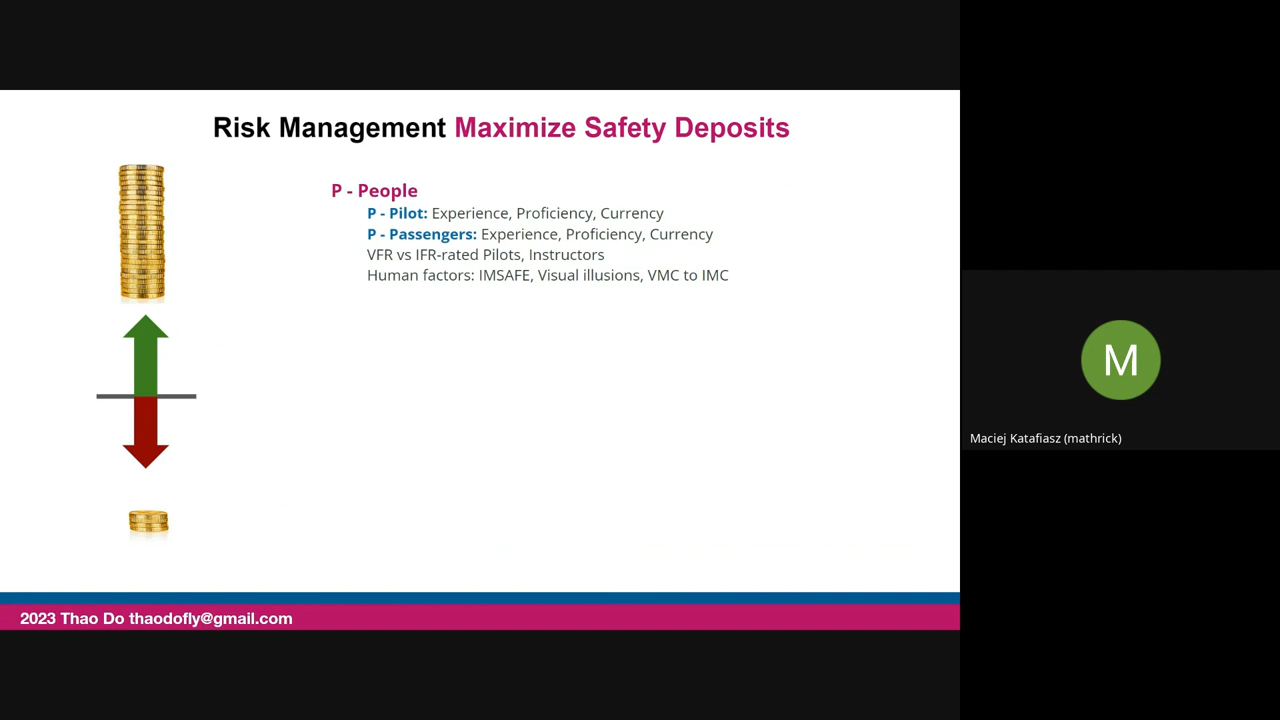 Risk Management Maximize Safety Deposits
P - People
P - Pilot: Experience, Proficiency, Currency
P - Passengers: Experience, Proficiency, Currency
VFR vs IFR-rated Pilots, Instructors
Human factors: IMSAFE, Visual illusions, VMC to IMC
M
Maciej Katafiasz (mathrick)
2023 Thao Do thaodofly@gmail.com